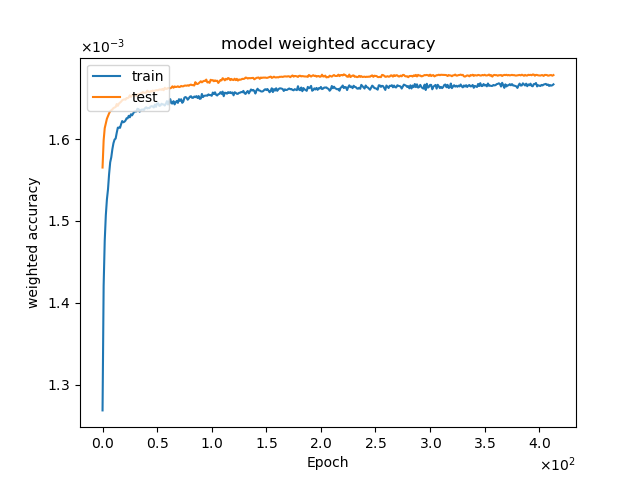 ×10⁻³
model weighted accuracy
train
test
1.6
1.5
1.4
1.3
weighted accuracy
0.0 0.5 1.0 1.5 2.0 2.5 3.0 3.5 4.0
Epoch
×10²